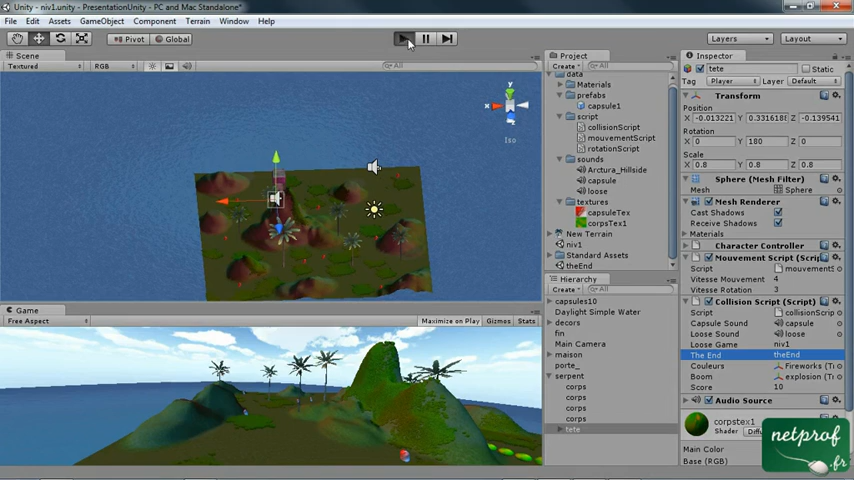 Unity - niv1.unity - PresentationUnity - PC and Mac Standalone*
File Edit Assets GameObject Component Terrain Window Help
Pivot Global Layers Layout
Scene
Textured RGB All
y
x
z
Iso
Game
Free Aspect Maximize on Play Gizmos Stats
Project
Create All
data
Materials
prefabs
capsule1
script
collisionScript
mouvementScript
rotationScript
sounds
Arctura_Hillside
capsule
loose
textures
capsuleTex
corpsTex1
New Terrain
niv1
Standard Assets
theEnd
Hierarchy
Create All
capsules10
Daylight Simple Water
decors
fin
Main Camera
maison
porte_
serpent
corps
corps
corps
corps
tete
Inspector
tete Static
Tag Player Layer Default
Transform
Position
X -0.013221 Y 0.331618 Z -0.139541
Rotation
X 0 Y 180 Z 0
Scale
X 0.8 Y 0.8 Z 0.8
Sphere (Mesh Filter)
Mesh Sphere
Mesh Renderer
Cast Shadows
Receive Shadows
Materials
Character Controller
Mouvement Script (Scrip
Script mouvementS
Vitesse Mouvement 4
Vitesse Rotation 3
Collision Script (Script)
Script collisionScrip
Capsule Sound capsule
Loose Sound loose
Loose Game niv1
The End theEnd
Couleurs Fireworks (Tr
Boom explosion (Tr
Score 10
Audio Source
corpstex1
Shader
Main Color
Base (RGB)
netprof
.fr